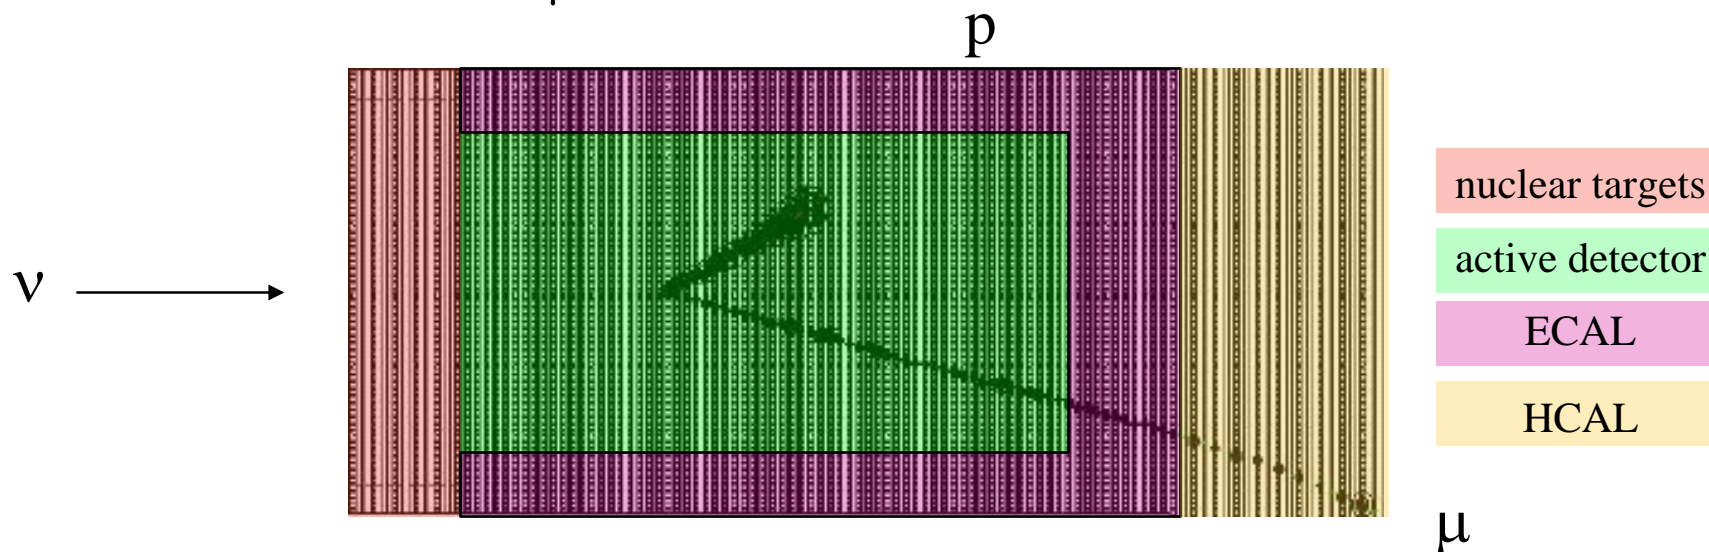 p
ν
nuclear targets
active detector
ECAL
HCAL
μ